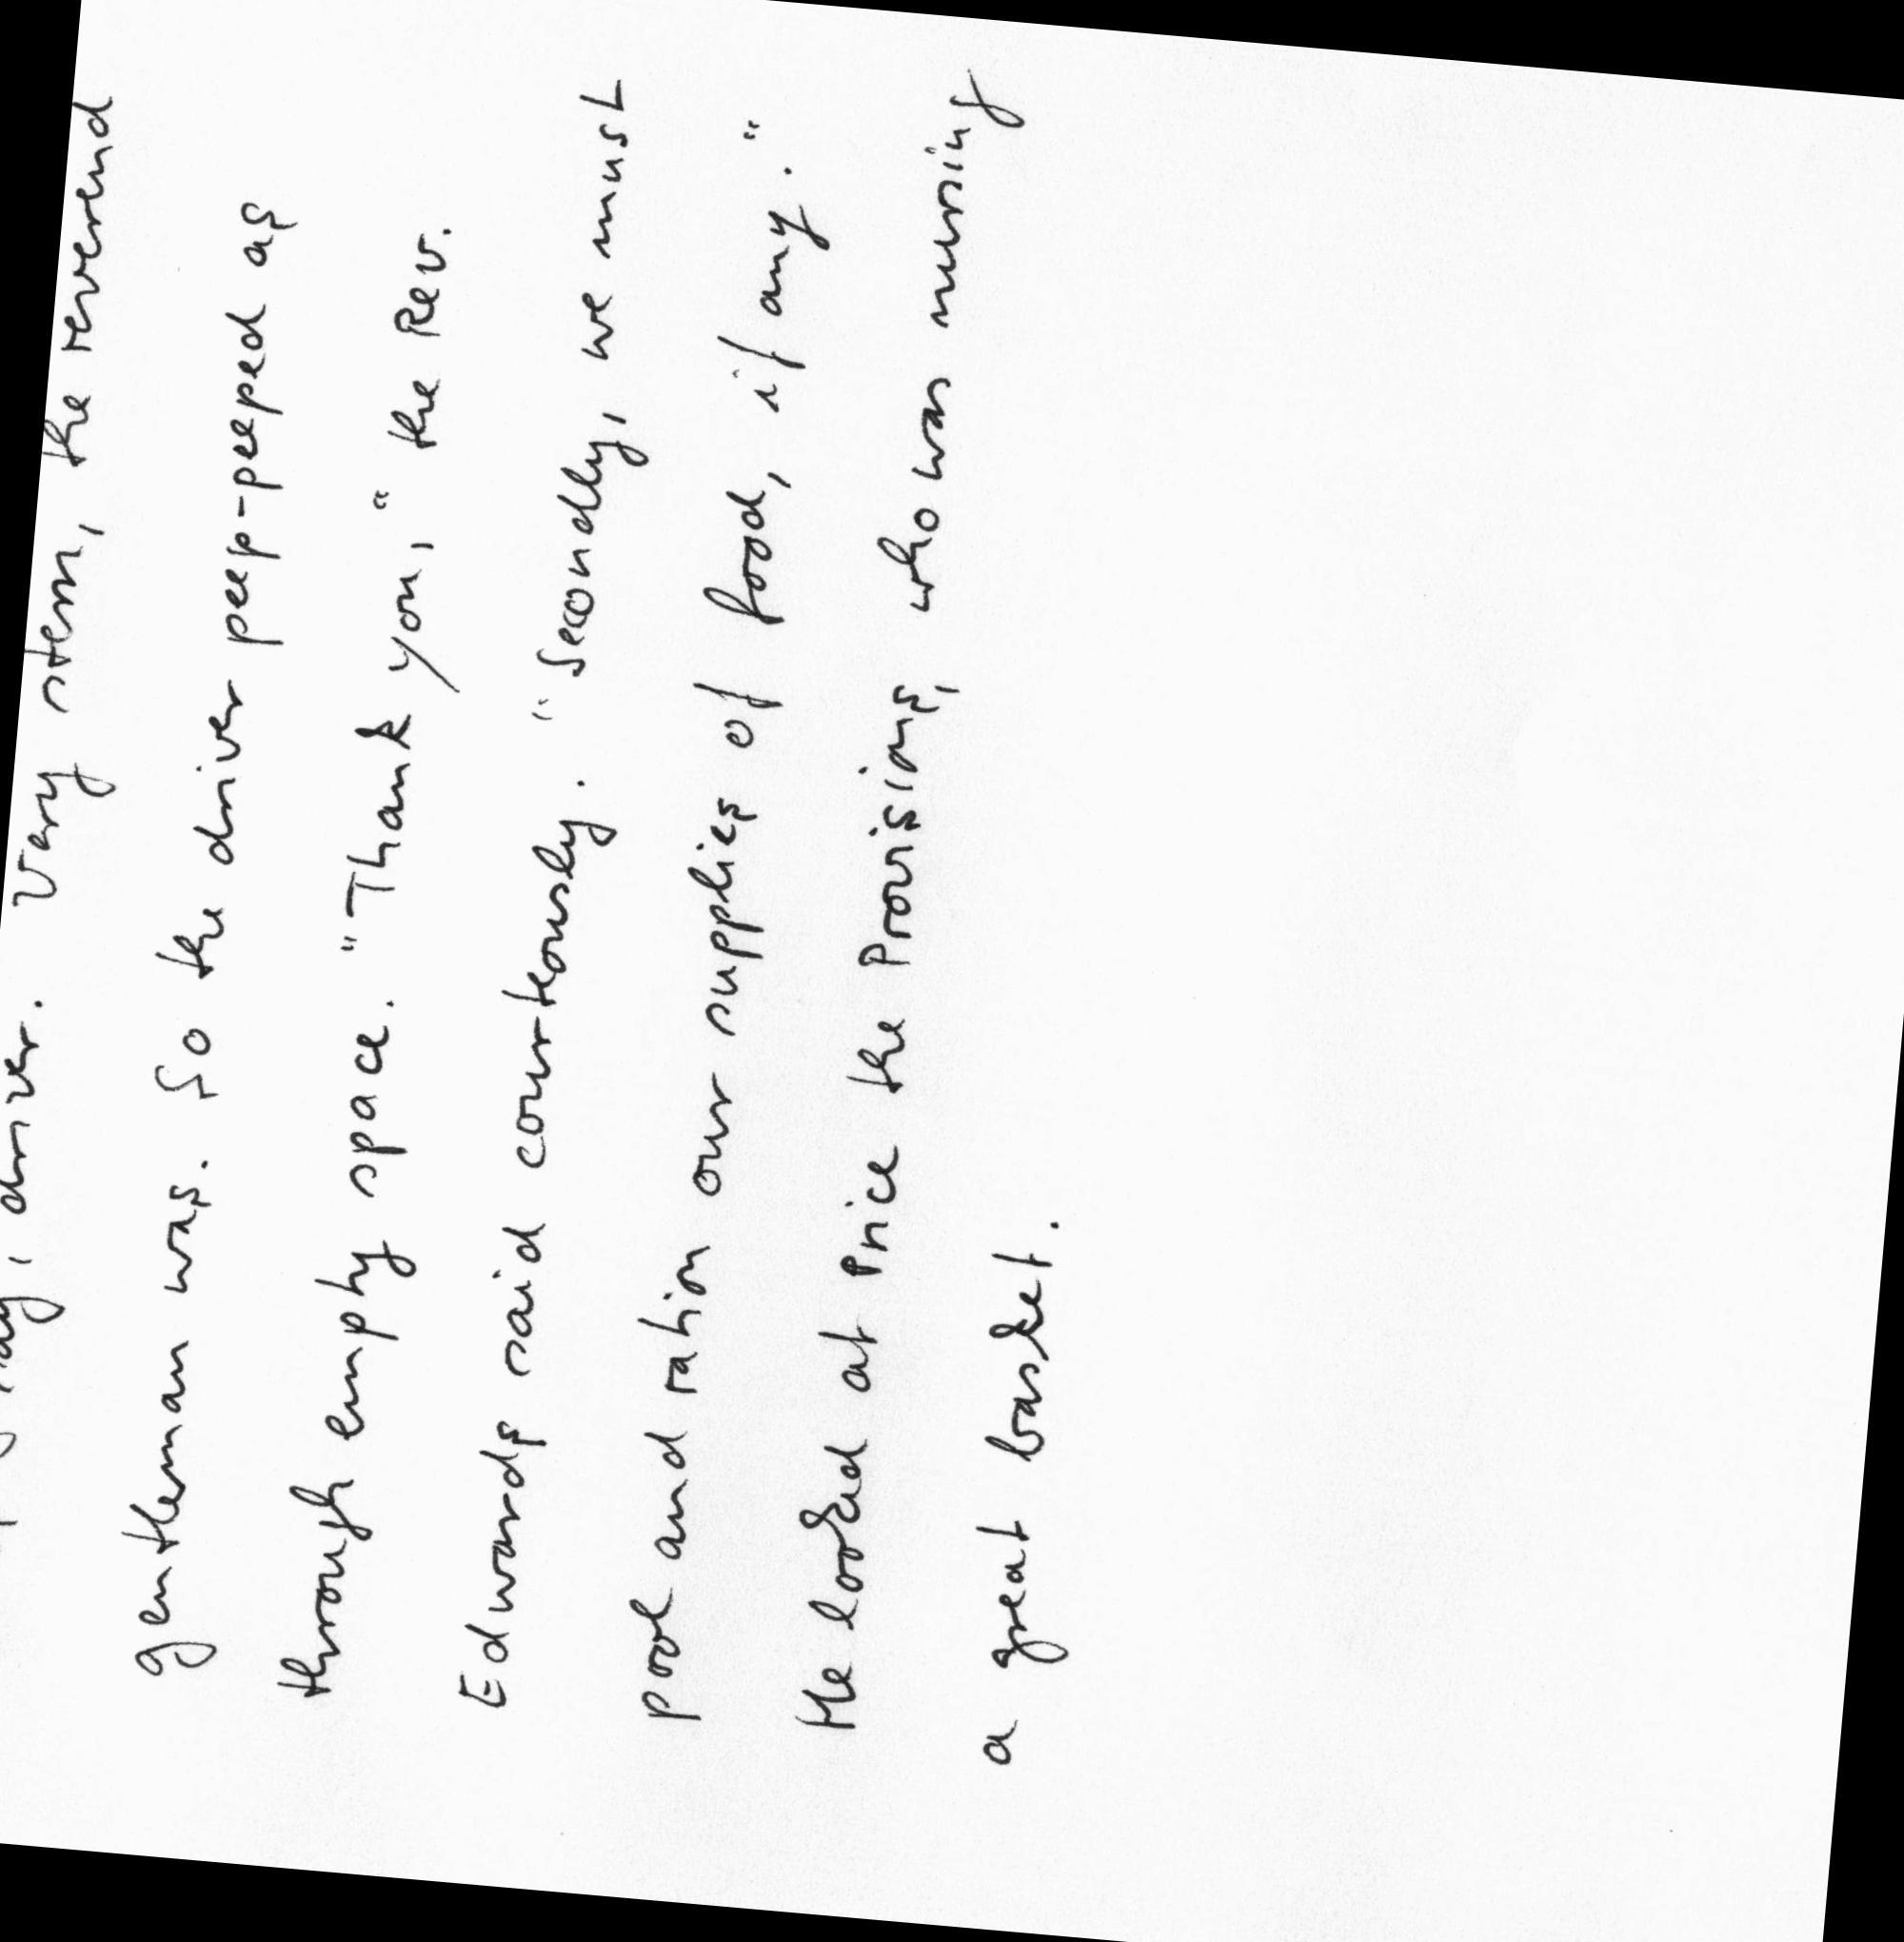 driver. Very stern, the reverend
gentleman was. So the driver peep-peeped as
through empty space. "Thank you," the Rev.
Edwards said courteously. "Secondly, we must
pool and ration our supplies of food, if any."
He looked at Price the Provisions, who was nursing
a great basket.